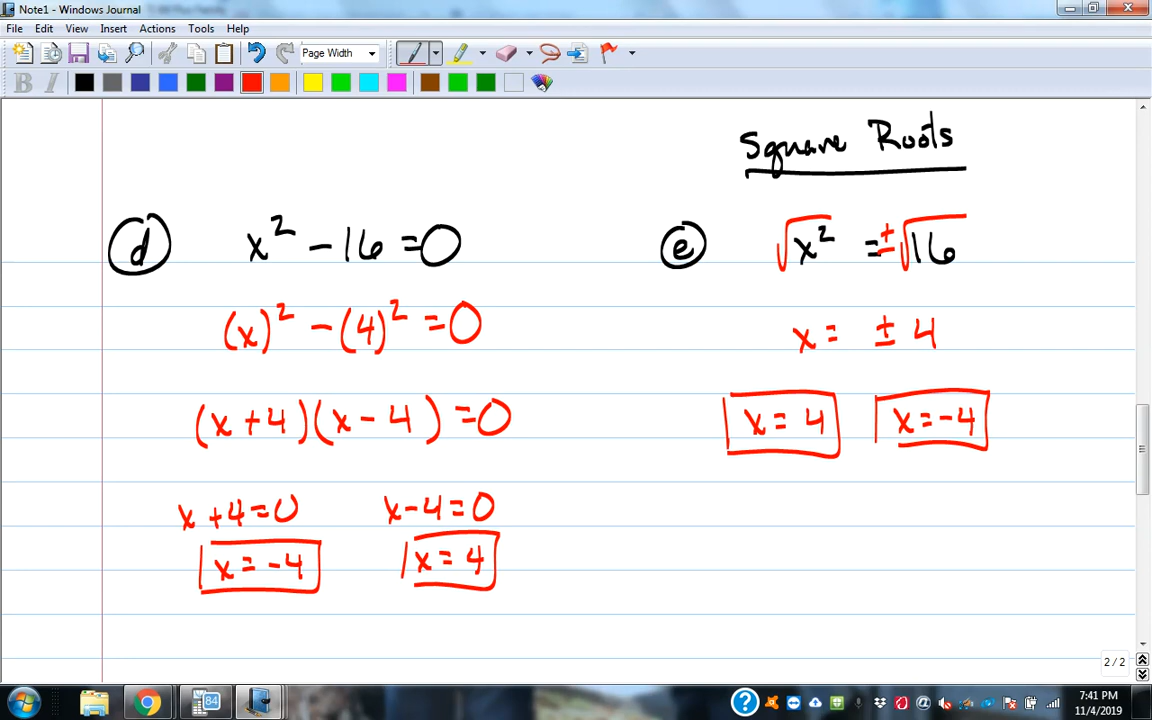 Note1 - Windows Journal
File Edit View Insert Actions Tools Help
Page Width
B I
Square Roots
d x² - 16 = 0
(x)² - (4)² = 0
(x + 4)(x - 4) = 0
x + 4 = 0 x - 4 = 0
x = -4 x = 4
e √x² = ±√16
x = ± 4
x = 4 x = -4
2 / 2
84
7:41 PM
11/4/2019